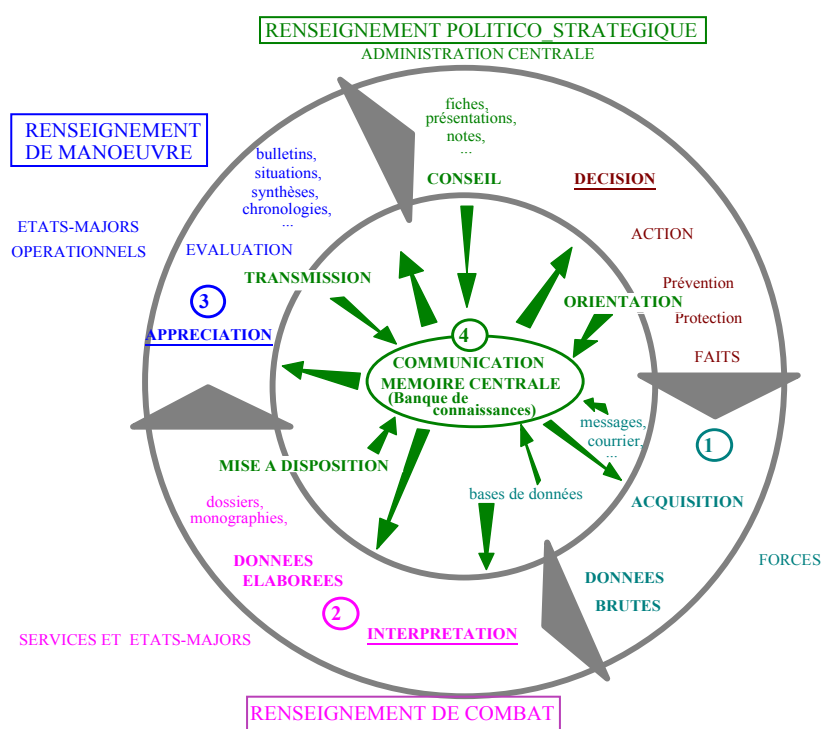 RENSEIGNEMENT POLITICO_STRATEGIQUE
ADMINISTRATION CENTRALE
RENSEIGNEMENT
DE MANOEUVRE
fiches,
présentations,
notes,
...
CONSEIL
DECISION
bulletins,
situations,
synthèses,
chronologies,
...
ETATS-MAJORS
OPERATIONNELS
EVALUATION
TRANSMISSION
3
APPRECIATION
ACTION
Prévention
ORIENTATION
Protection
FAITS
4
COMMUNICATION
MEMOIRE CENTRALE
(Banque de
connaissances)
messages,
courrier,
...
1
ACQUISITION
MISE A DISPOSITION
bases de données
dossiers,
monographies,
DONNEES
ELABOREES
2
INTERPRETATION
DONNEES
BRUTES
FORCES
SERVICES ET ETATS-MAJORS
RENSEIGNEMENT DE COMBAT